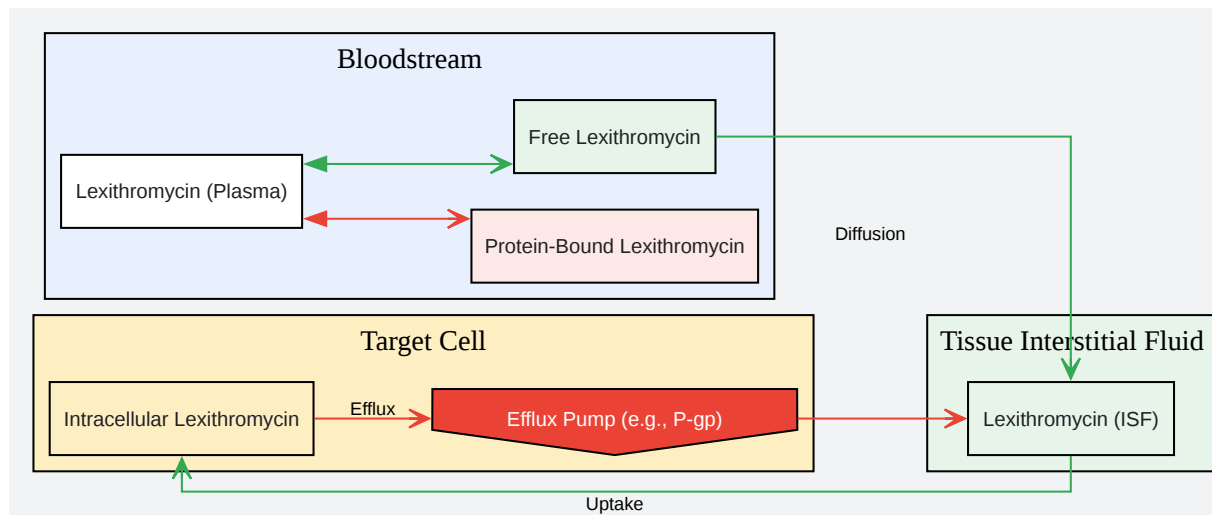 Bloodstream
Free Lexithromycin
Lexithromycin (Plasma)
Protein-Bound Lexithromycin
Diffusion
Target Cell
Tissue Interstitial Fluid
Intracellular Lexithromycin
Efflux
Efflux Pump (e.g., P-gp)
Lexithromycin (ISF)
Uptake